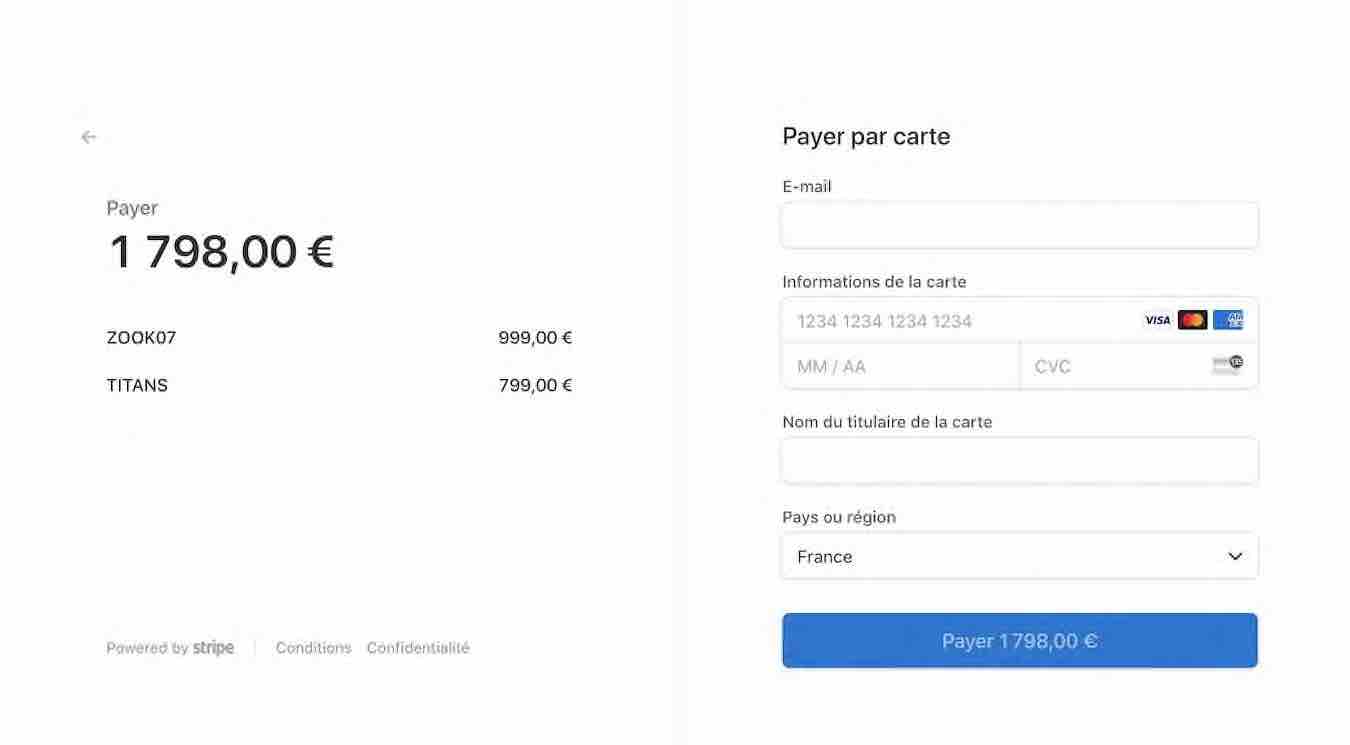 Payer
1 798,00 €
ZOOK07 999,00 €
TITANS 799,00 €
Powered by stripe Conditions Confidentialité
Payer par carte
E-mail
Informations de la carte
1234 1234 1234 1234 VISA
MM / AA CVC
Nom du titulaire de la carte
Pays ou région
France
Payer 1 798,00 €